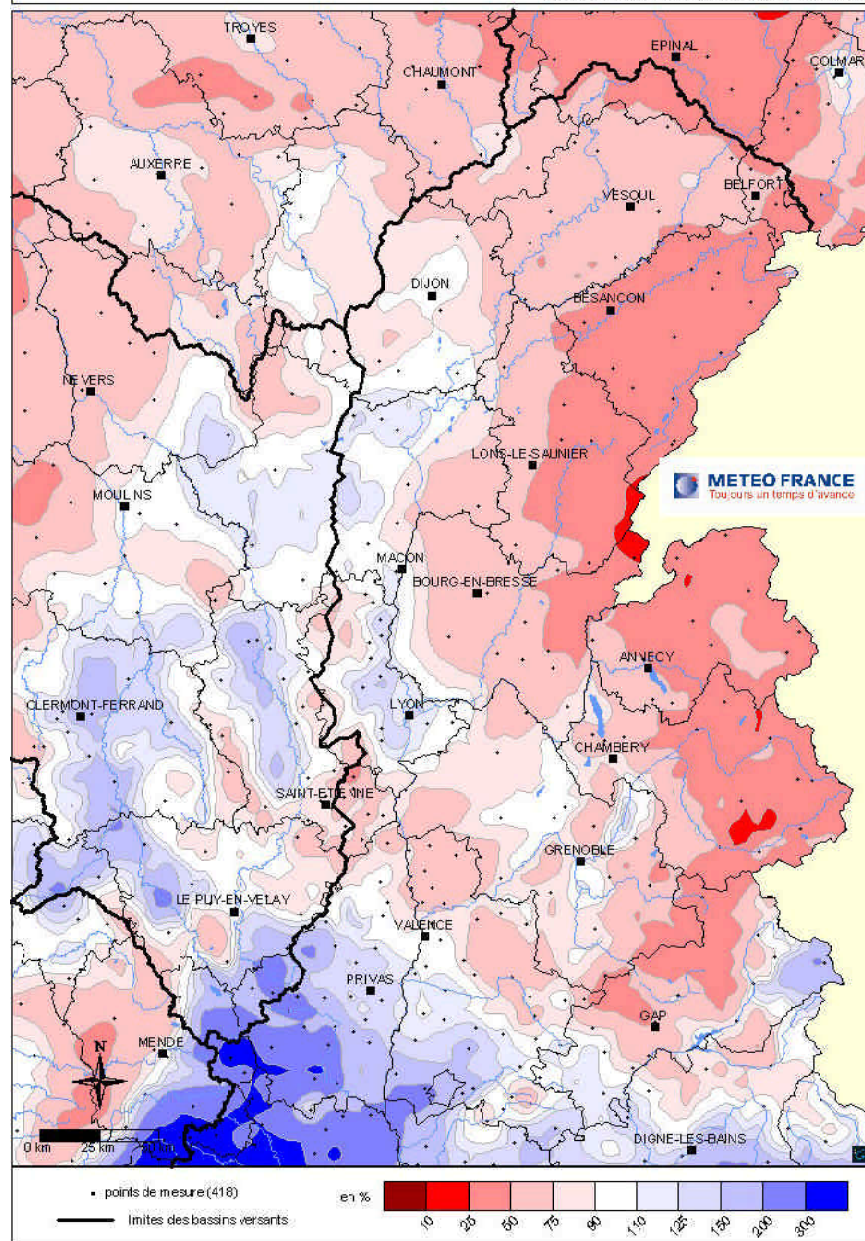 TROYES
EPINAL
CHAUMONT
COLMAR
AUXERRE
VESOUL
BELFORT
DIJON
BESANCON
NEVERS
LONS-LE-SAUNIER
METEO FRANCE
Toujours un temps d'avance
MOULINS
MACON
BOURG-EN-BRESSE
ANNECY
CLERMONT-FERRAND
LYON
CHAMBERY
SAINT-ETIENNE
GRENOBLE
LE PUY-EN-VELAY
VALENCE
PRIVAS
GAP
MENDE
N
0 km 25 km 50 km
DIGNE-LES-BAINS
points de mesure (418)
limites des bassins versants
en %
10 25 50 75 90 110 125 150 200 300